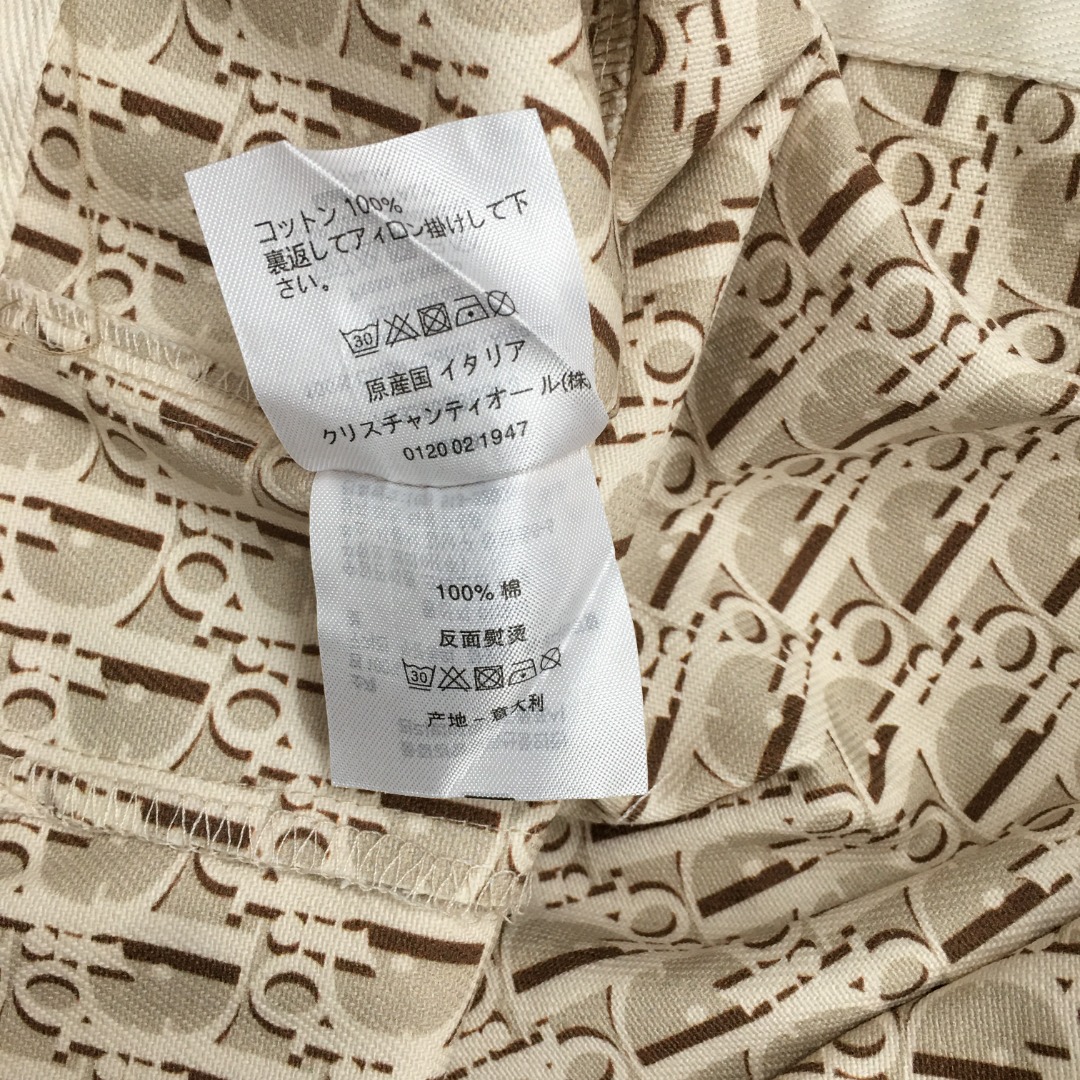 コットン 100%
裏返してアイロン掛けして下
さい。
30
原産国 イタリア
クリスチャンディオール(株)
0120 02 1947
100% 棉
反面熨烫
30
产地 - 意大利